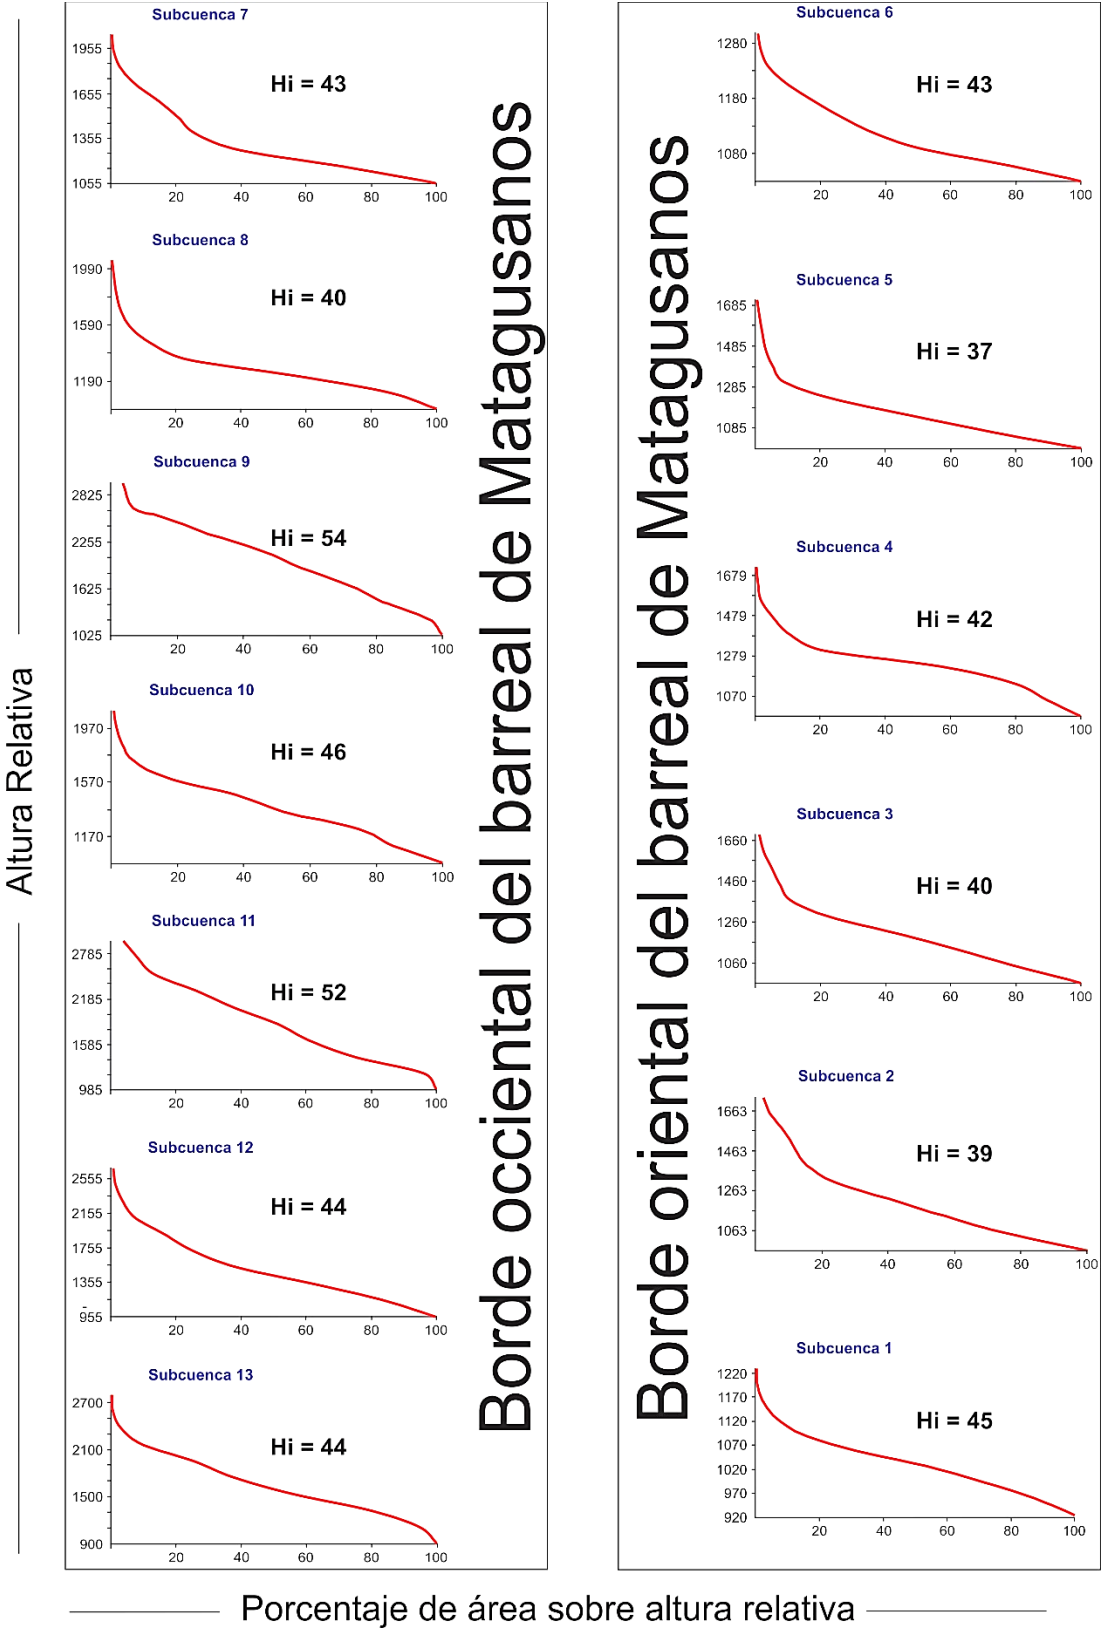 Altura Relativa
Borde occiental del barreal de Matagusanos
Subcuenca 7
Hi = 43
1955
1655
1355
1055
20 40 60 80 100
Subcuenca 8
Hi = 40
1990
1590
1190
20 40 60 80 100
Subcuenca 9
Hi = 54
2825
2255
1625
1025
20 40 60 80 100
Subcuenca 10
Hi = 46
1970
1570
1170
20 40 60 80 100
Subcuenca 11
Hi = 52
2785
2185
1585
985
20 40 60 80 100
Subcuenca 12
Hi = 44
2555
2155
1755
1355
955
20 40 60 80 100
Subcuenca 13
Hi = 44
2700
2100
1500
900
20 40 60 80 100
Borde oriental del barreal de Matagusanos
Subcuenca 6
Hi = 43
1280
1180
1080
20 40 60 80 100
Subcuenca 5
Hi = 37
1685
1485
1285
1085
20 40 60 80 100
Subcuenca 4
Hi = 42
1679
1479
1279
1070
20 40 60 80 100
Subcuenca 3
Hi = 40
1660
1460
1260
1060
20 40 60 80 100
Subcuenca 2
Hi = 39
1663
1463
1263
1063
20 40 60 80 100
Subcuenca 1
Hi = 45
1220
1170
1120
1070
1020
970
920
20 40 60 80 100
Porcentaje de área sobre altura relativa